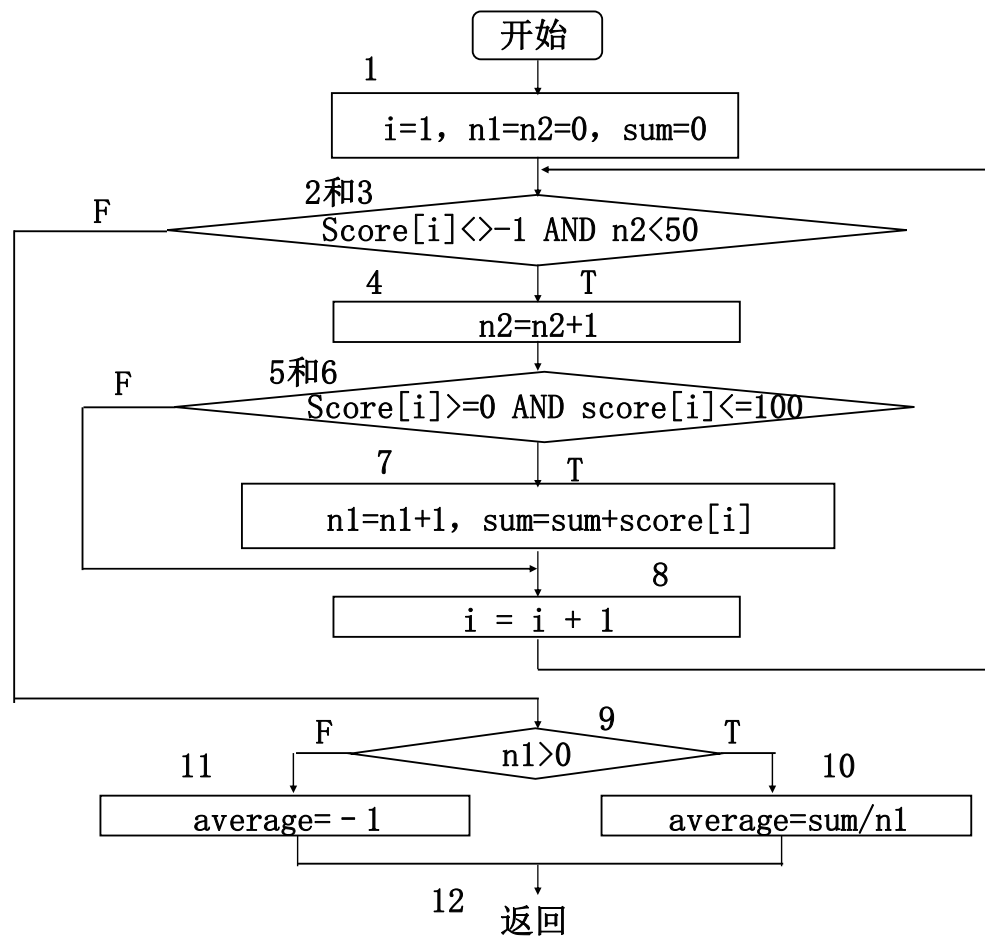 开始
1
i=1, n1=n2=0, sum=0
2和3
F
Score[i]<>-1 AND n2<50
4
T
n2=n2+1
5和6
F
Score[i]>=0 AND score[i]<=100
7
T
n1=n1+1, sum=sum+score[i]
8
i = i + 1
9
F
T
n1>0
11
10
average=-1
average=sum/n1
12
返回